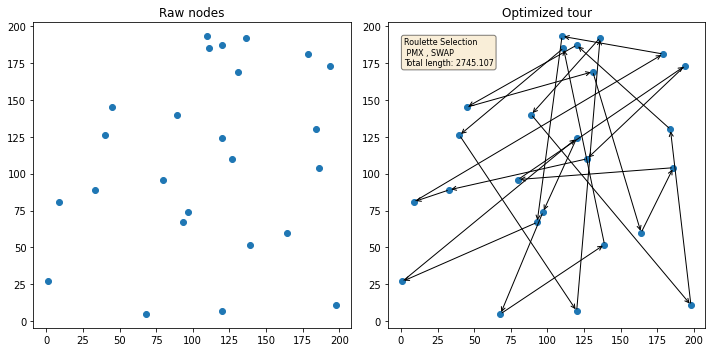 Raw nodes
200
175
150
125
100
75
50
25
0
0 25 50 75 100 125 150 175 200
Optimized tour
Roulette Selection
PMX , SWAP
Total length: 2745.107
200
175
150
125
100
75
50
25
0
0 25 50 75 100 125 150 175 200